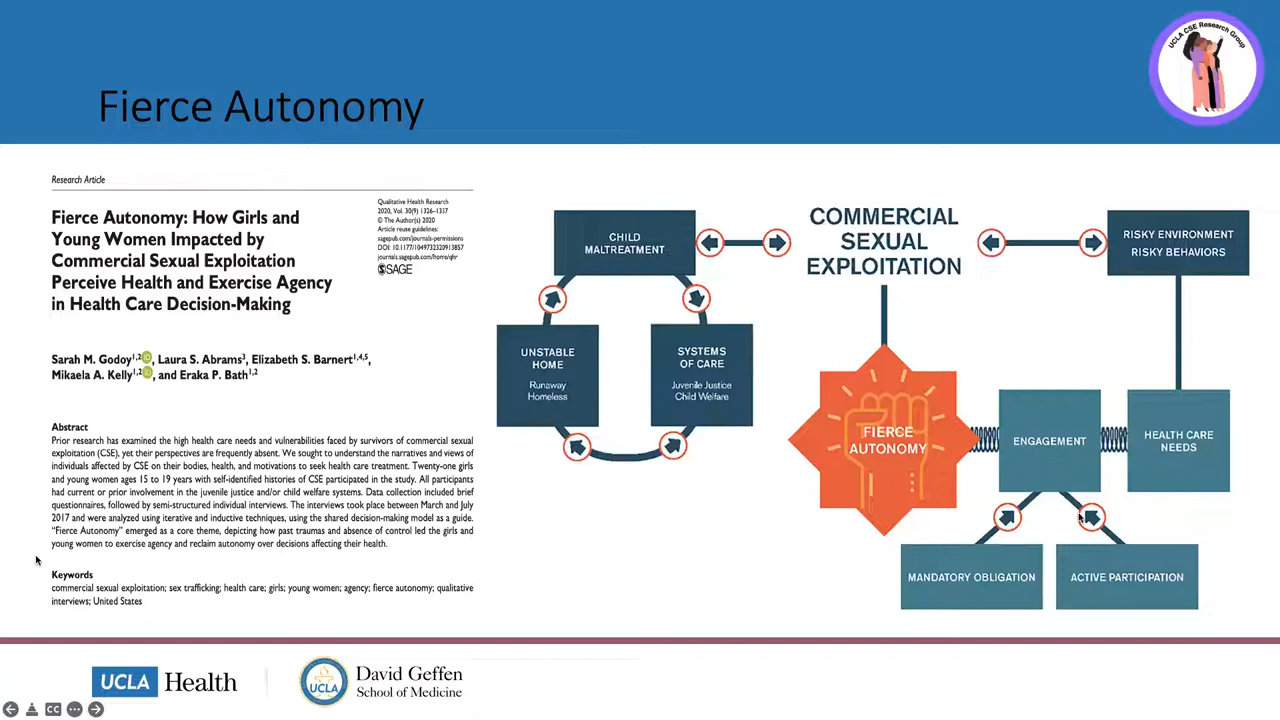 Fierce Autonomy
UCLA CSE Research Group
Research Article
Fierce Autonomy: How Girls and
Young Women Impacted by
Commercial Sexual Exploitation
Perceive Health and Exercise Agency
in Health Care Decision-Making
Qualitative Health Research
2020, Vol. 30(9) 1326–1337
© The Author(s) 2020
Article reuse guidelines:
sagepub.com/journals-permissions
DOI: 10.1177/1049732320913857
journals.sagepub.com/home/qhr
SAGE
Sarah M. Godoy1,2 iD, Laura S. Abrams3, Elizabeth S. Barnert1,4,5,
Mikaela A. Kelly1,2 iD, and Eraka P. Bath1,2
Abstract
Prior research has examined the high health care needs and vulnerabilities faced by survivors of commercial sexual
exploitation (CSE), yet their perspectives are frequently absent. We sought to understand the narratives and views of
individuals affected by CSE on their bodies, health, and motivations to seek health care treatment. Twenty-one girls
and young women ages 15 to 19 years with self-identified histories of CSE participated in the study. All participants
had current or prior involvement in the juvenile justice and/or child welfare systems. Data collection included brief
questionnaires, followed by semi-structured individual interviews. The interviews took place between March and July
2017 and were analyzed using iterative and inductive techniques, using the shared decision-making model as a guide.
“Fierce Autonomy” emerged as a core theme, depicting how past traumas and absence of control led the girls and
young women to exercise agency and reclaim autonomy over decisions affecting their health.
Keywords
commercial sexual exploitation; sex trafficking; health care; girls; young women; agency; fierce autonomy; qualitative
interviews; United States
CHILD
MALTREATMENT
COMMERCIAL
SEXUAL
EXPLOITATION
RISKY ENVIRONMENT
RISKY BEHAVIORS
UNSTABLE
HOME
Runaway
Homeless
SYSTEMS
OF CARE
Juvenile Justice
Child Welfare
FIERCE
AUTONOMY
ENGAGEMENT
HEALTH CARE
NEEDS
MANDATORY OBLIGATION
ACTIVE PARTICIPATION
UCLA Health
UCLA
David Geffen
School of Medicine
CC